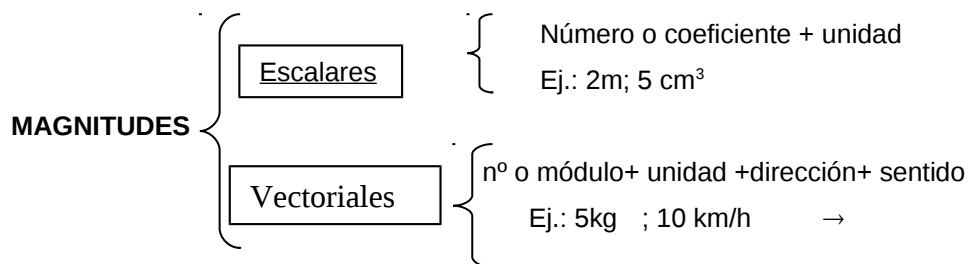 MAGNITUDES
Escalares
Número o coeficiente + unidad
Ej.: 2m; 5 cm³
Vectoriales
nº o módulo+ unidad +dirección+ sentido
Ej.: 5kg ; 10 km/h →